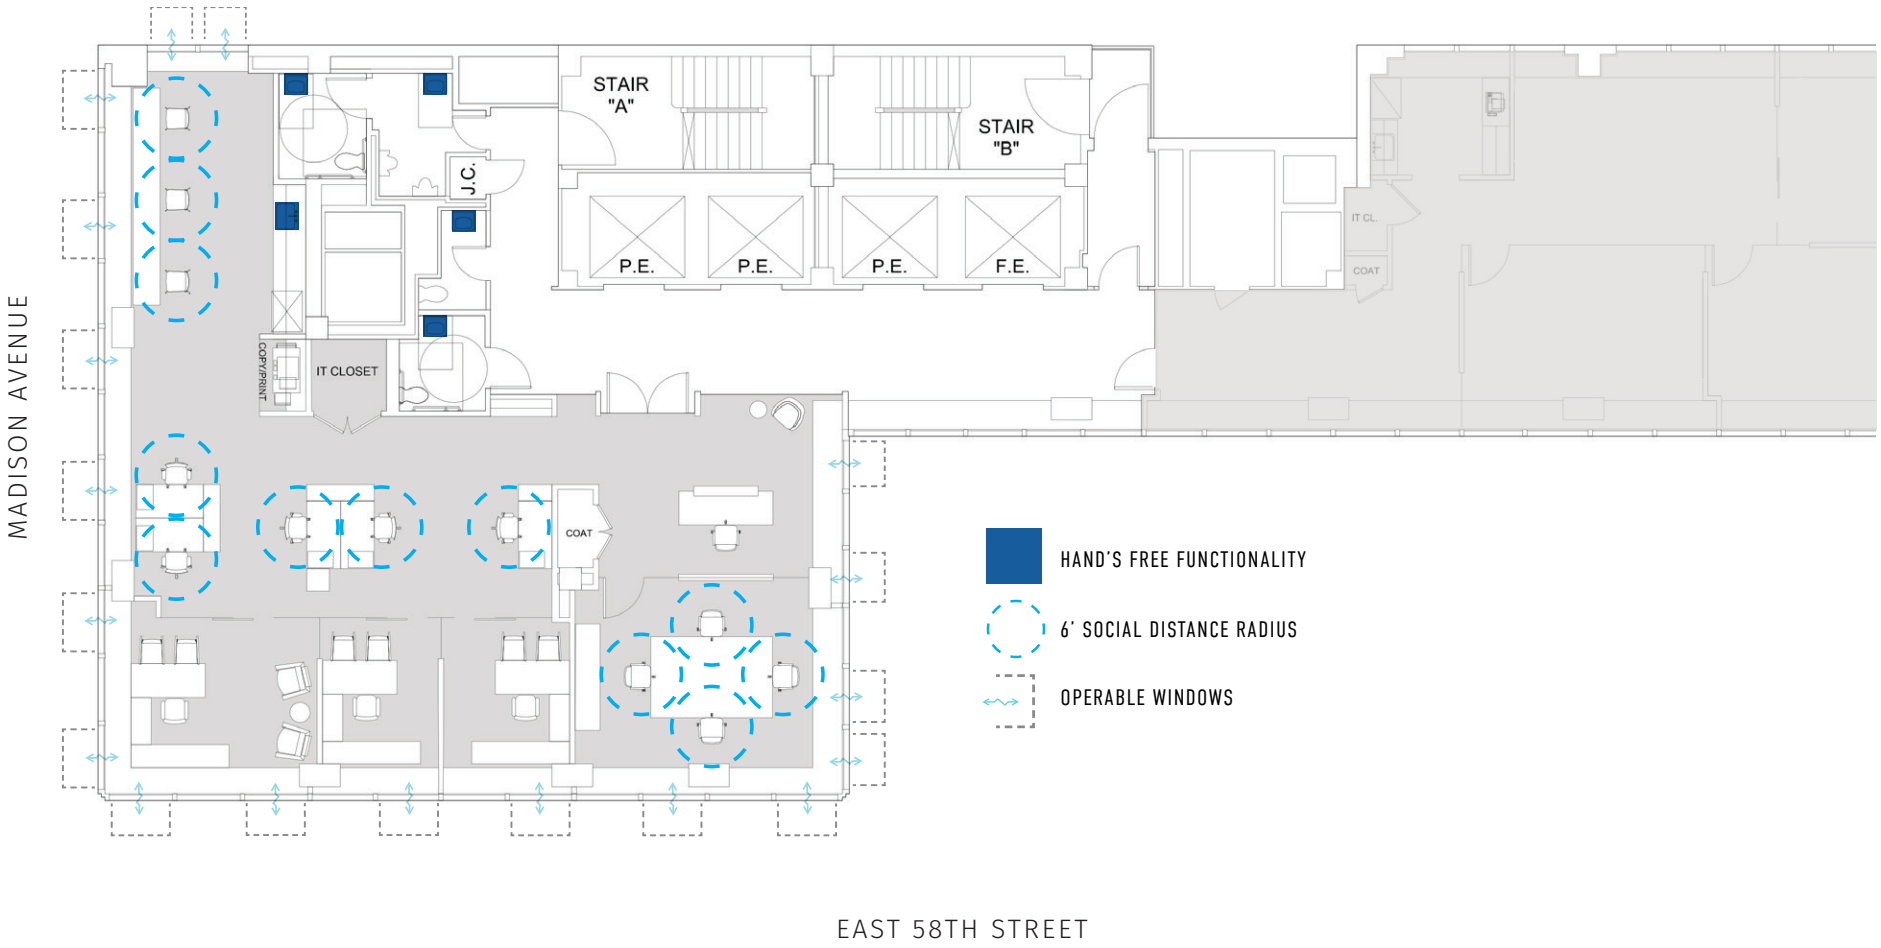 STAIR
"A"
STAIR
"B"
J.C.
P.E.
P.E.
P.E.
F.E.
IT CL.
COAT
MADISON AVENUE
COPY/PRINT
IT CLOSET
COAT
HAND'S FREE FUNCTIONALITY
6' SOCIAL DISTANCE RADIUS
OPERABLE WINDOWS
EAST 58TH STREET